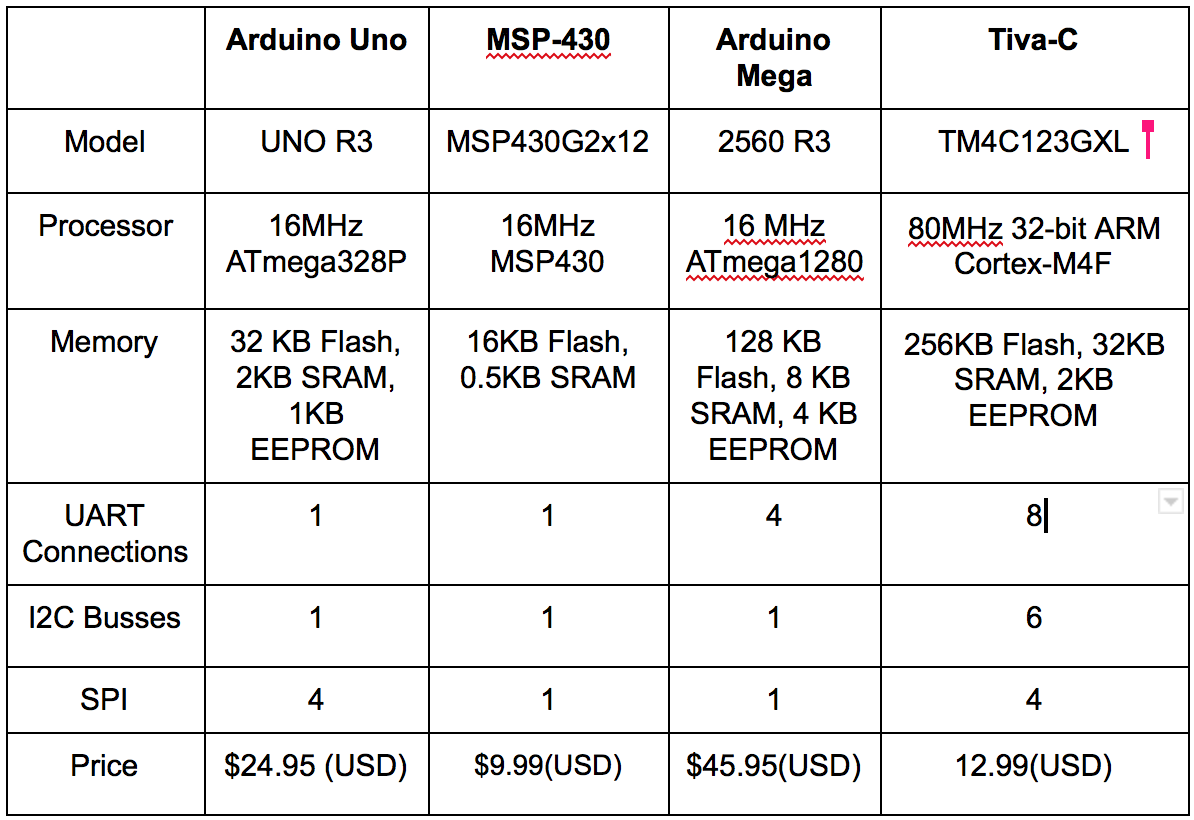 Arduino Uno MSP-430 Arduino Mega Tiva-C
Model UNO R3 MSP430G2x12 2560 R3 TM4C123GXL
Processor 16MHz ATmega328P 16MHz MSP430 16 MHz ATmega1280 80MHz 32-bit ARM Cortex-M4F
Memory 32 KB Flash, 2KB SRAM, 1KB EEPROM 16KB Flash, 0.5KB SRAM 128 KB Flash, 8 KB SRAM, 4 KB EEPROM 256KB Flash, 32KB SRAM, 2KB EEPROM
UART Connections 1 1 4 8
I2C Busses 1 1 1 6
SPI 4 1 1 4
Price $24.95 (USD) $9.99(USD) $45.95(USD) 12.99(USD)